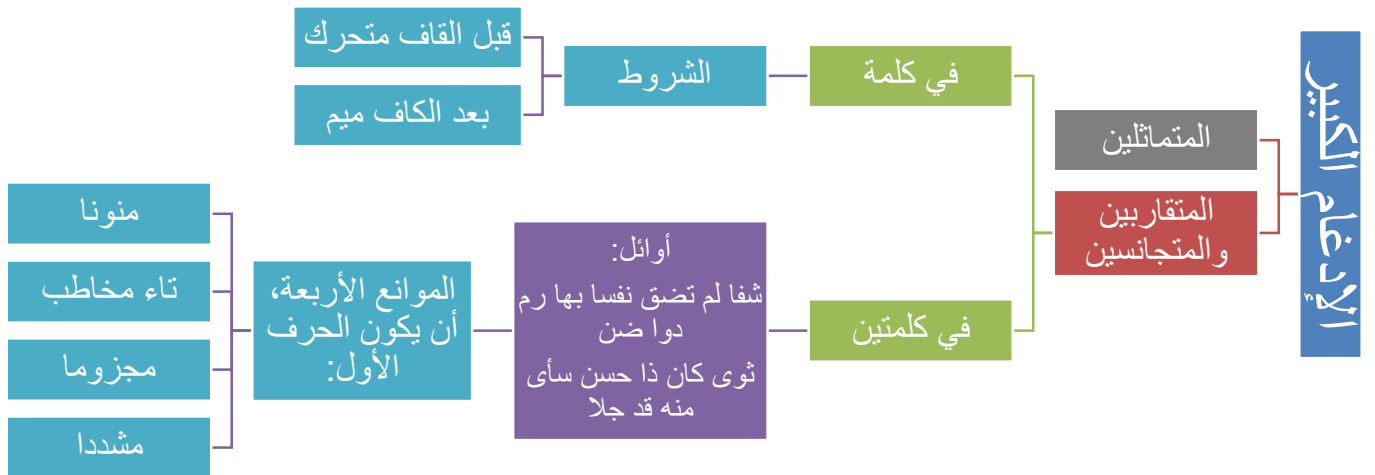 الإدغام الكبير
المتماثلين
المتقاربين
والمتجانسين
في كلمة
الشروط
قبل القاف متحرك
بعد الكاف ميم
في كلمتين
أوائل:
شفا لم تضق نفسا بها رم
دوا ضن
ثوى كان ذا حسن سأى
منه قد جلا
الموانع الأربعة،
أن يكون الحرف
الأول:
منونا
تاء مخاطب
مجزوما
مشددا